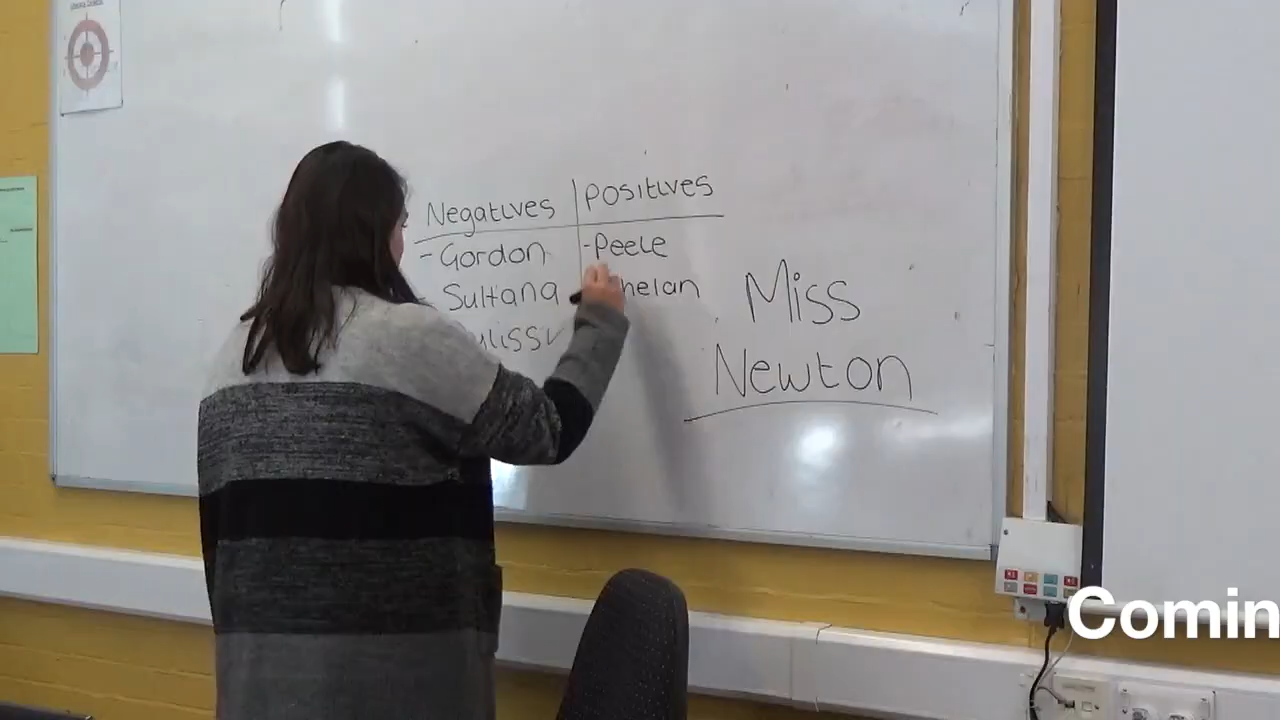 Negatives
Positives
- Gordon
- Peele
Sultana
Miss
Newton
Comin